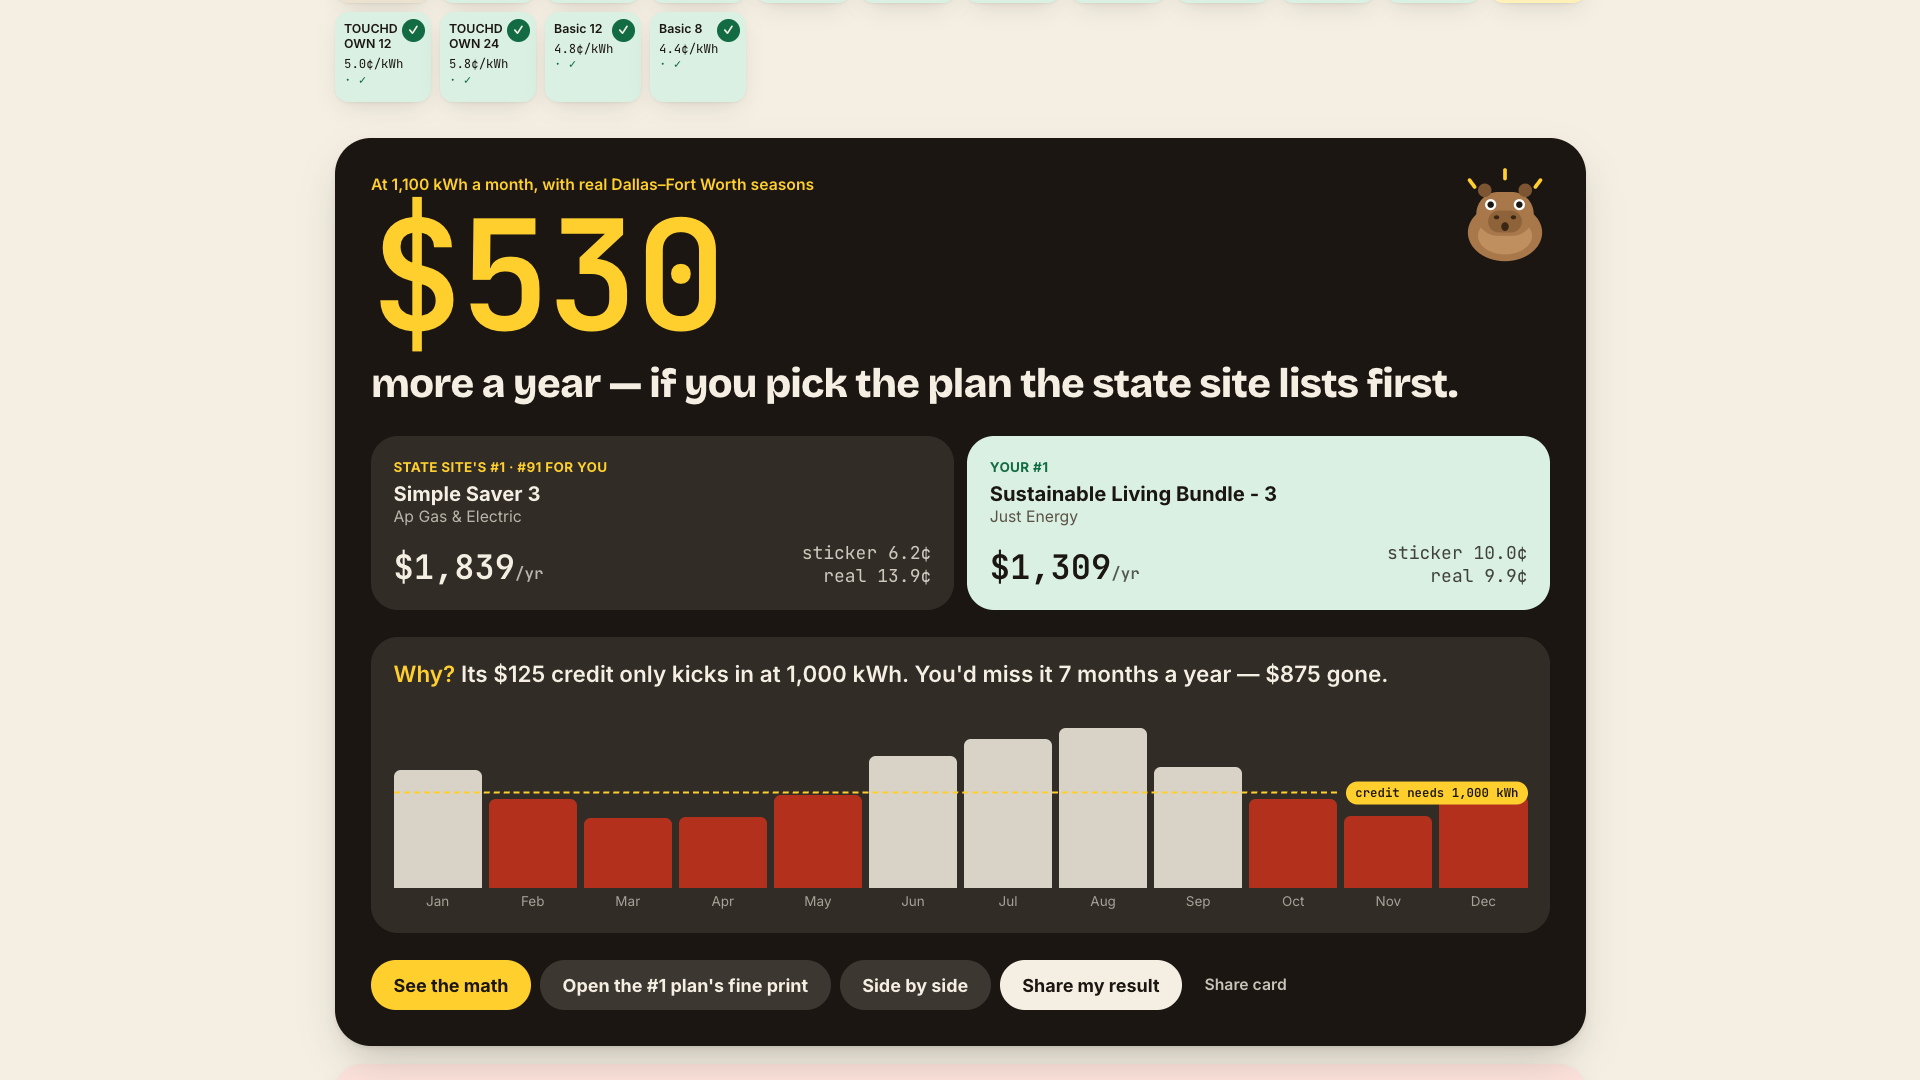 TOUCHD
OWN 12
5.0¢/kWh
· ✓
TOUCHD
OWN 24
5.8¢/kWh
· ✓
Basic 12
4.8¢/kWh
· ✓
Basic 8
4.4¢/kWh
· ✓
At 1,100 kWh a month, with real Dallas–Fort Worth seasons
$530
more a year — if you pick the plan the state site lists first.
STATE SITE'S #1 · #91 FOR YOU
Simple Saver 3
Ap Gas & Electric
$1,839/yr
sticker 6.2¢
real 13.9¢
YOUR #1
Sustainable Living Bundle - 3
Just Energy
$1,309/yr
sticker 10.0¢
real 9.9¢
Why? Its $125 credit only kicks in at 1,000 kWh. You'd miss it 7 months a year — $875 gone.
credit needs 1,000 kWh
Jan Feb Mar Apr May Jun Jul Aug Sep Oct Nov Dec
See the math
Open the #1 plan's fine print
Side by side
Share my result
Share card